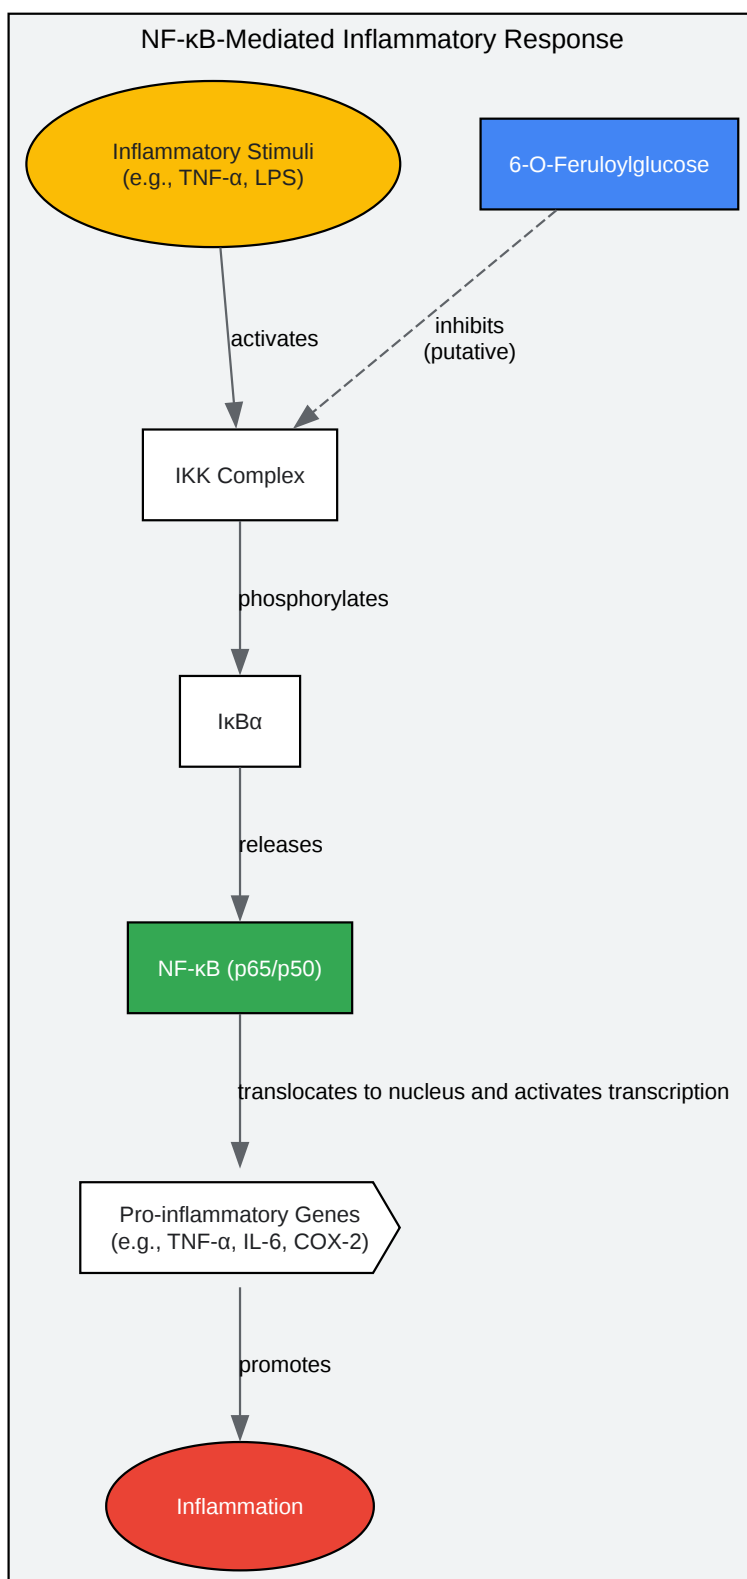 NF-κB-Mediated Inflammatory Response
Inflammatory Stimuli
(e.g., TNF-α, LPS)
6-O-Feruloylglucose
activates
inhibits
(putative)
IKK Complex
phosphorylates
IκBα
releases
NF-κB (p65/p50)
translocates to nucleus and activates transcription
Pro-inflammatory Genes
(e.g., TNF-α, IL-6, COX-2)
promotes
Inflammation